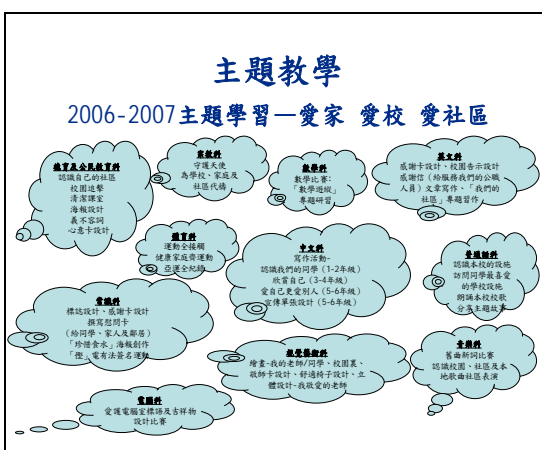 主題教學
2006-2007主題學習—愛家 愛校 愛社區
德育及公民教育科
認識自己的社區
校園追擊
清潔課室
海報設計
義不容辭
心意卡設計
宗教科
守護天使
為學校、家庭及
社區代禱
數學科
數學比賽:
「數學遊縱」
專題研習
英文科
感謝卡設計、校園告示設計
感謝信 (給服務我們的公職
人員) 文章寫作、「我們的
社區」專題習作
體育科
運動全接觸
健康家庭齊運動
亞運全紀錄
中文科
寫作活動-
認識我們的同學 (1-2年級)
欣賞自己 (3-4年級)
愛自己更愛別人 (5-6年級)
宣傳單張設計 (5-6年級)
普通話科
認識本校的設施
訪問同學最喜愛
的學校設施
朗誦本校校歌
分享主題故事
常識科
標誌設計、感謝卡設計
撰寫慰問卡
(給同學、家人及鄰居)
「珍惜食水」海報創作
「慳」電有法簽名運動
視覺藝術科
繪畫-我的老師/同學、校園裏、
敬師卡設計、舒適椅子設計、立
體設計-我敬愛的老師
音樂科
舊曲新詞比賽
認識校園、社區及本
地歌曲社區表演
電腦科
愛護電腦室標語及吉祥物
設計比賽